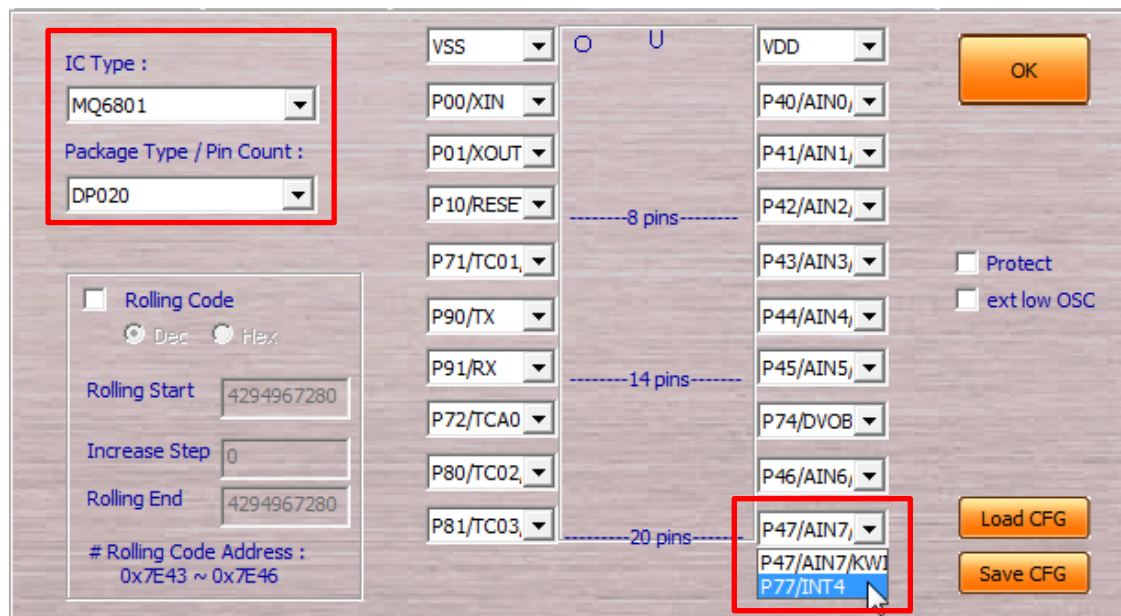 IC Type :
MQ6801
Package Type / Pin Count :
DP020
Rolling Code
Dec Hex
Rolling Start 4294967280
Increase Step 0
Rolling End 4294967280
# Rolling Code Address :
0x7E43 ~ 0x7E46
VSS
P00/XIN
P01/XOUT
P10/RESE
P71/TC01,
P90/TX
P91/RX
P72/TCA0
P80/TC02,
P81/TC03,
O U
--------8 pins--------
--------14 pins-------
--------20 pins-------
VDD
P40/AIN0/
P41/AIN1/
P42/AIN2/
P43/AIN3/
P44/AIN4/
P45/AIN5/
P74/DVOB
P46/AIN6/
P47/AIN7/
P47/AIN7/KWI
P77/INT4
OK
Protect
ext low OSC
Load CFG
Save CFG